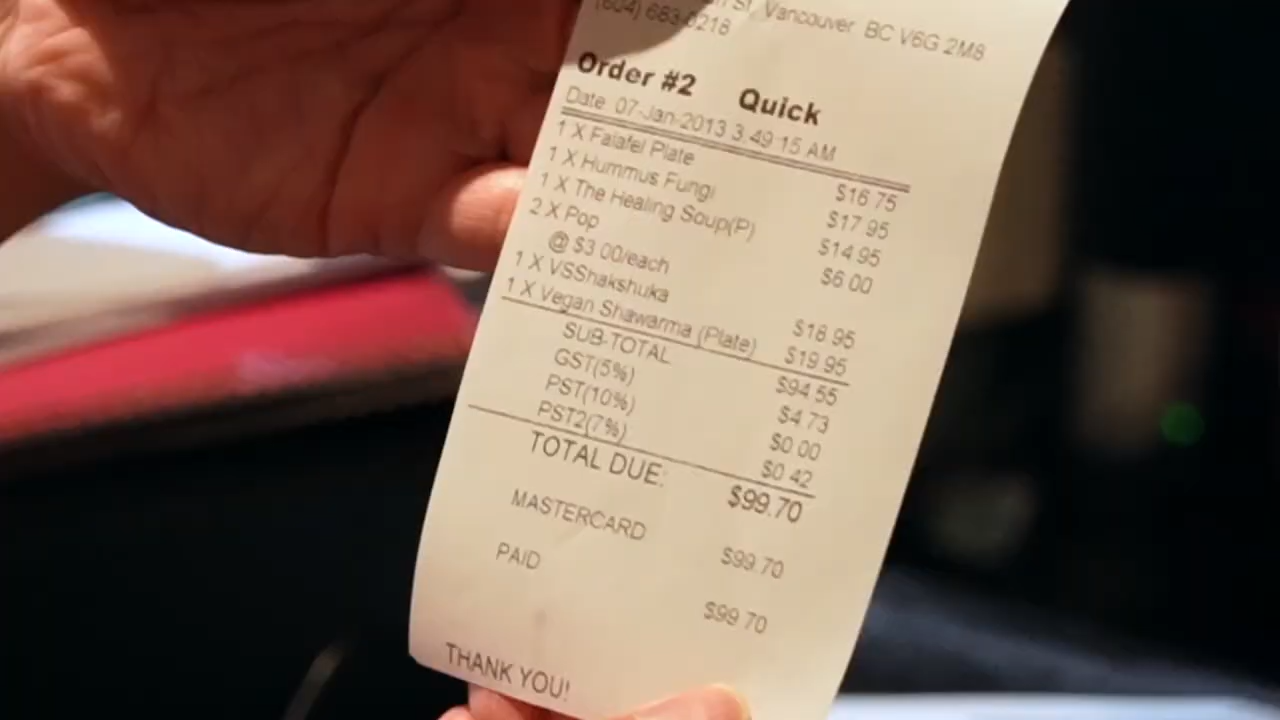 St, Vancouver, BC V6G 2M8
(604) 683-0218
Order #2 Quick
Date 07-Jan-2013 3:49:15 AM
1 X Falafel Plate $16.75
1 X Hummus Fungi $17.95
1 X The Healing Soup(P) $14.95
2 X Pop $6.00
@ $3.00/each
1 X VSShakshuka $18.95
1 X Vegan Shawarma (Plate) $19.95
SUB-TOTAL $94.55
GST(5%) $4.73
PST(10%) $0.00
PST2(7%) $0.42
TOTAL DUE: $99.70
MASTERCARD $99.70
PAID $99.70
THANK YOU!